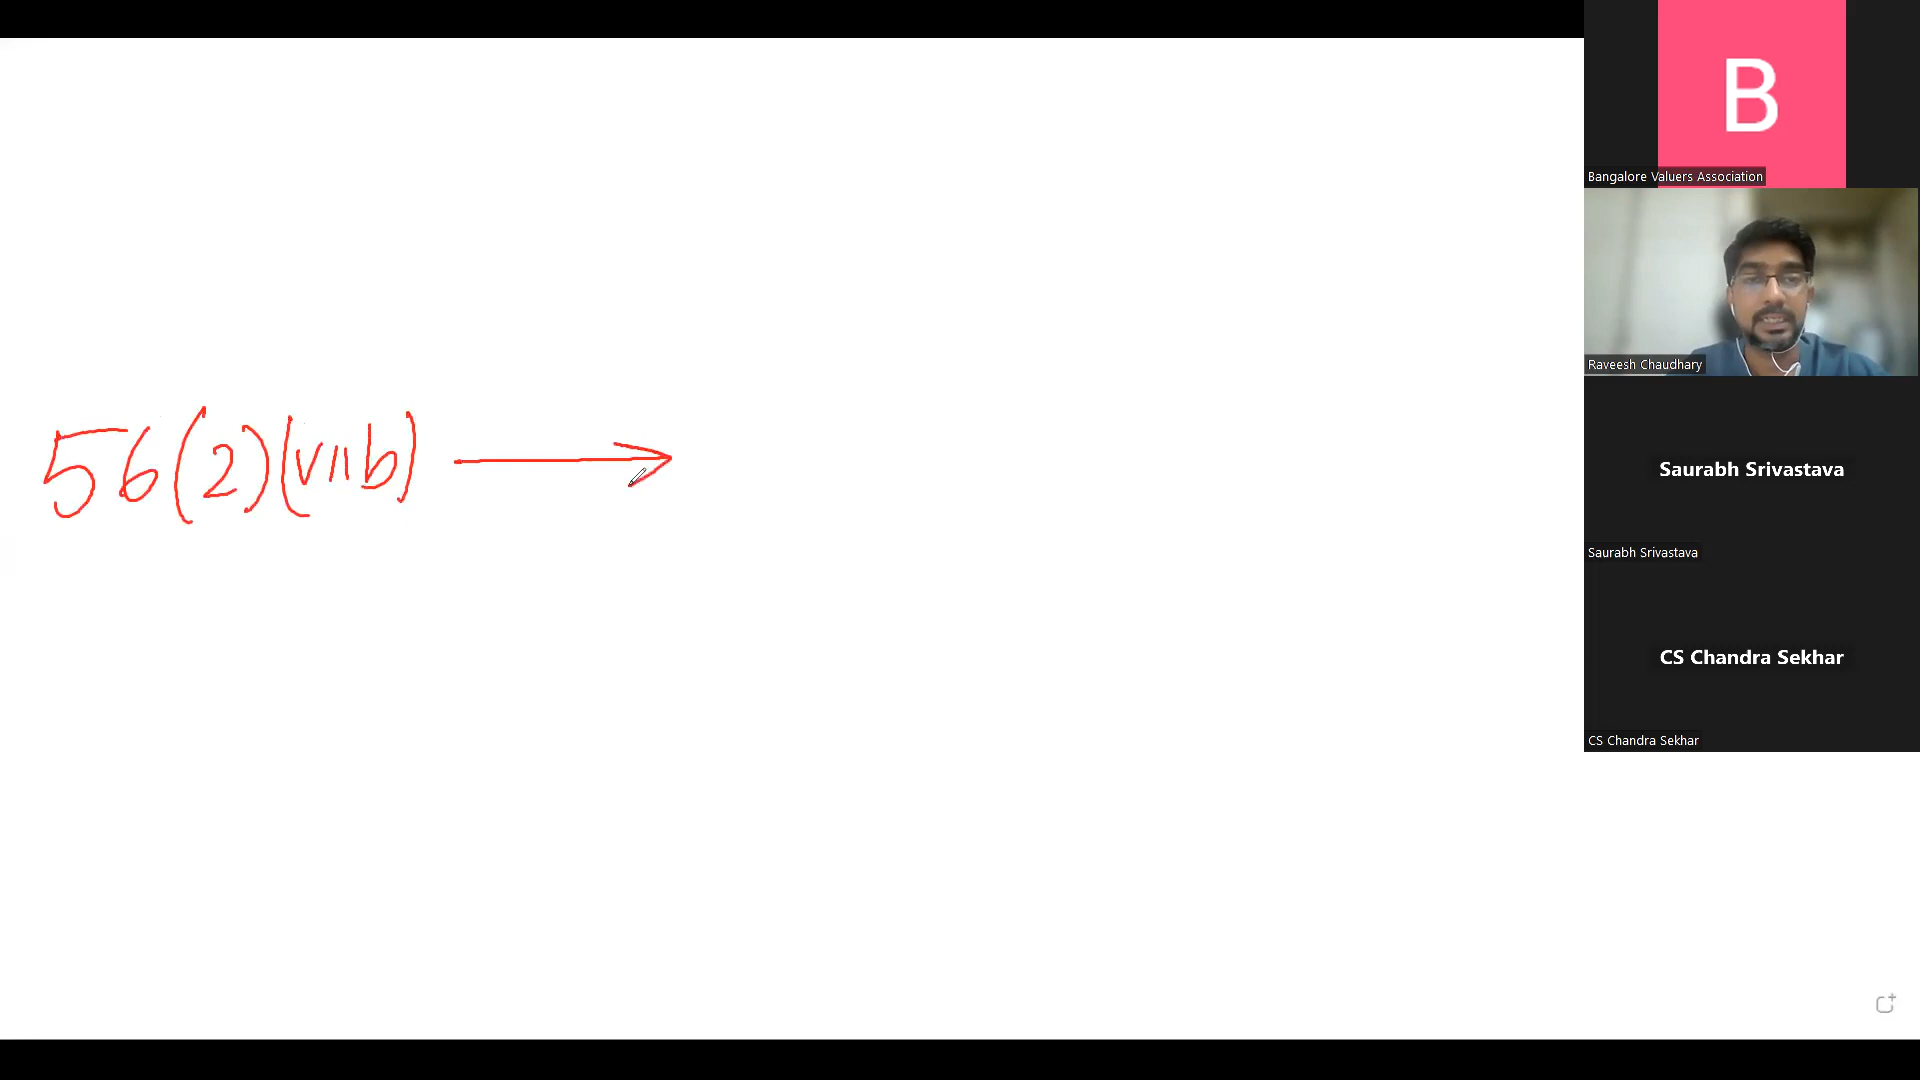 56(2)(viib)
B
Bangalore Valuers Association
Raveesh Chaudhary
Saurabh Srivastava
Saurabh Srivastava
CS Chandra Sekhar
CS Chandra Sekhar